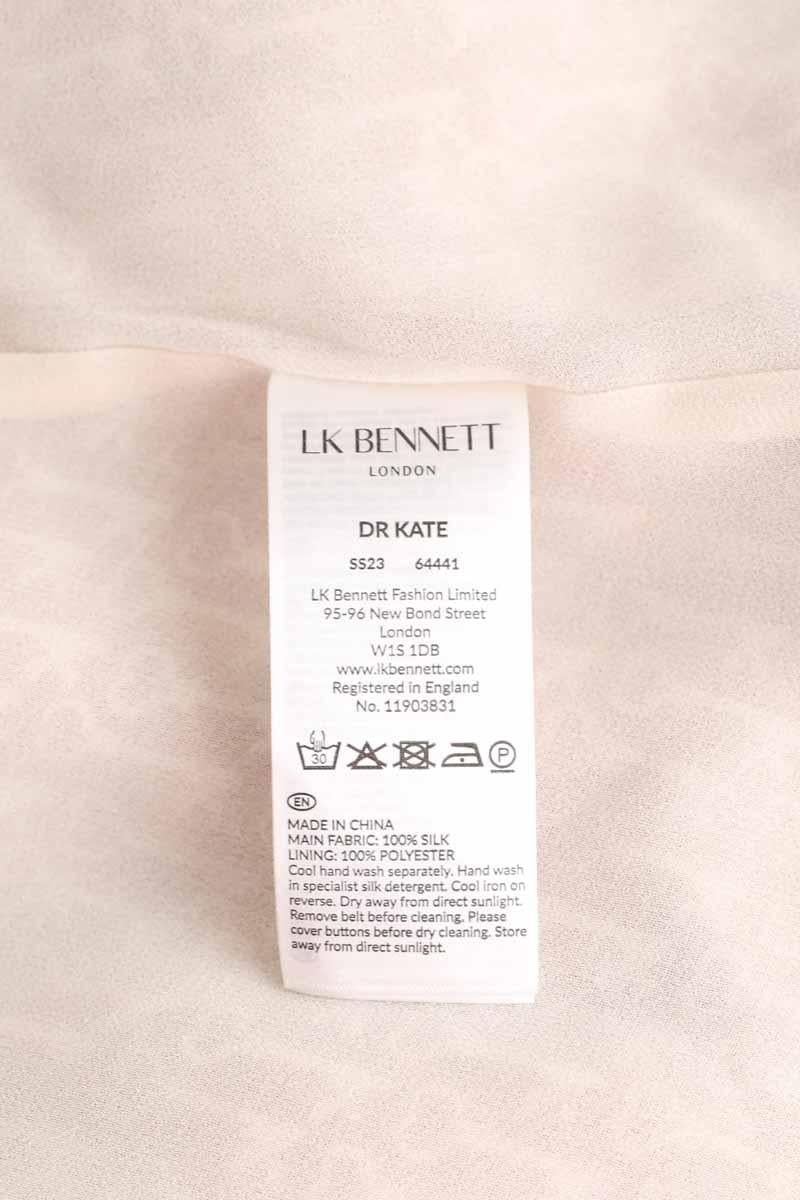 LK BENNETT
LONDON
DR KATE
SS23 64441
LK Bennett Fashion Limited
95-96 New Bond Street
London
W1S 1DB
www.lkbennett.com
Registered in England
No. 11903831
30 P
EN
MADE IN CHINA
MAIN FABRIC: 100% SILK
LINING: 100% POLYESTER
Cool hand wash separately. Hand wash
in specialist silk detergent. Cool iron on
reverse. Dry away from direct sunlight.
Remove belt before cleaning. Please
cover buttons before dry cleaning. Store
away from direct sunlight.